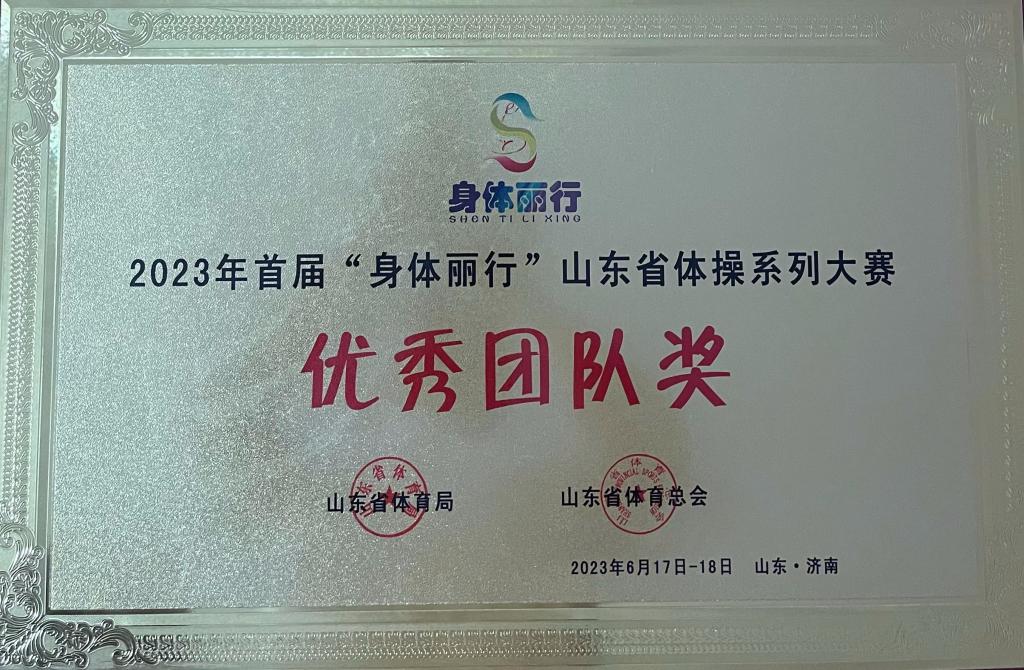 身体丽行
SHEN TI LI XING
2023年首届“身体丽行”山东省体操系列大赛
优秀团队奖
山东省体育局
山东省体育总会
2023年6月17日-18日 山东·济南